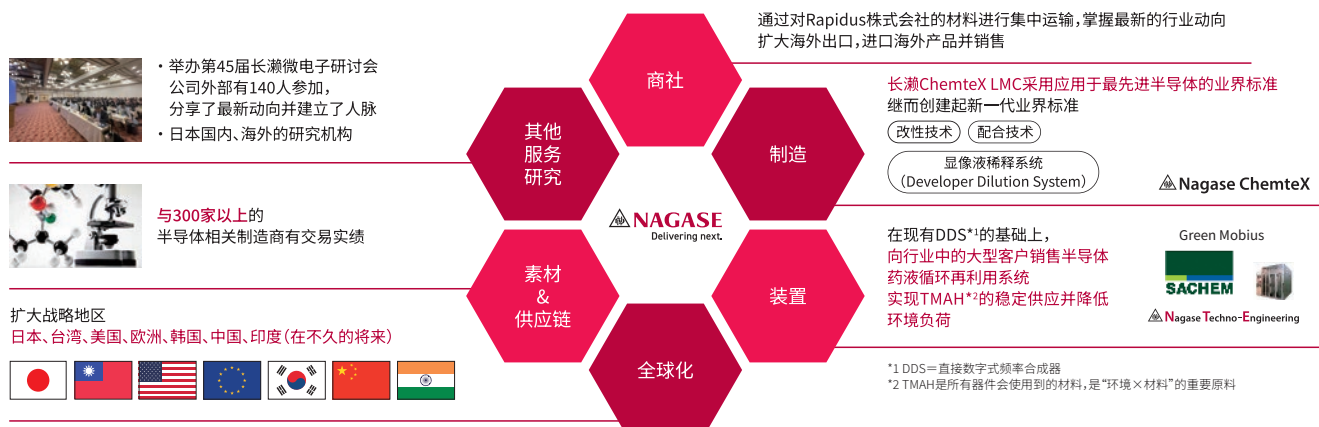 通过对Rapidus株式会社的材料进行集中运输，掌握最新的行业动向
扩大海外出口，进口海外产品并销售
商社
・举办第45届长濑微电子研讨会
公司外部有140人参加，
分享了最新动向并建立了人脉
・日本国内、海外的研究机构
其他
服务
研究
制造
长濑ChemteX LMC采用应用于最先进半导体的业界标准
继而创建起新一代业界标准
改性技术
配合技术
显像液稀释系统
（Developer Dilution System）
Nagase ChemteX
与300家以上的
半导体相关制造商有交易实绩
NAGASE
Delivering next.
素材
&
供应链
装置
在现有DDS*1的基础上，
向行业中的大型客户销售半导体
药液循环再利用系统
实现TMAH*2的稳定供应并降低
环境负荷
Green Mobius
SACHEM
Nagase Techno-Engineering
扩大战略地区
日本、台湾、美国、欧洲、韩国、中国、印度（在不久的将来）
全球化
*1 DDS＝直接数字式频率合成器
*2 TMAH是所有器件会使用到的材料，是“环境×材料”的重要原料